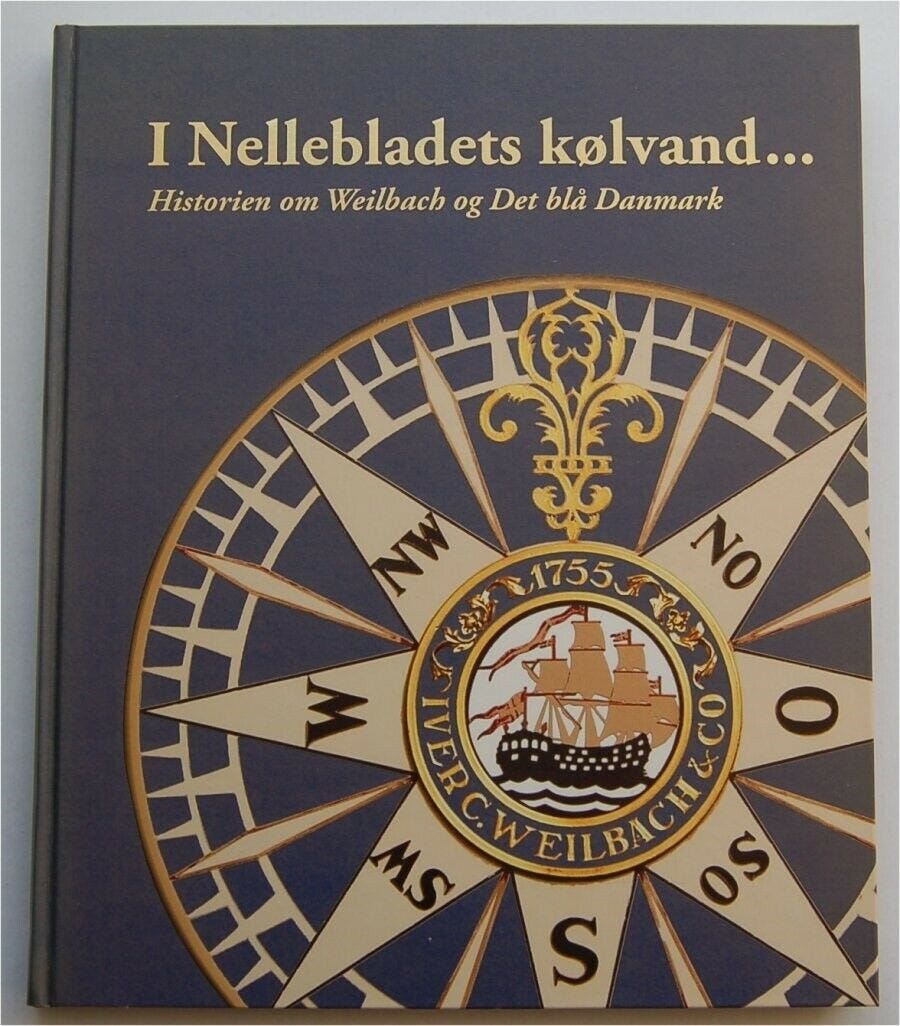 I Nellebladets kølvand...
Historien om Weilbach og Det blå Danmark
NW
NO
1755
W
O
IVER C. WEILBACH & CO
SW
SO
S